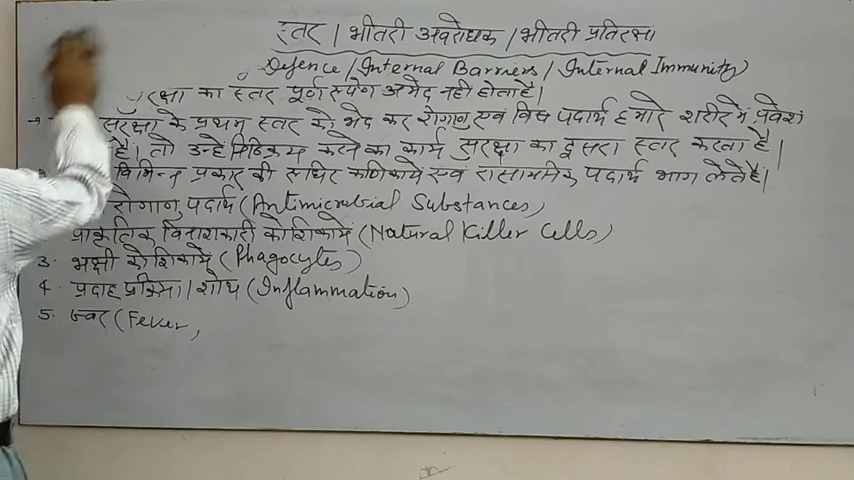 स्तर / भीतरी अवरोधक / भीतरी प्रतिरक्षा
Defence / Internal Barriers / Internal Immunity)
रक्षा का स्तर पूर्ण रूपेण अभेद नहीं होता है।
→ सुरक्षा के प्रथम स्तर को भेद कर रोगाणु एवं विष पदार्थ हमारे शरीर में प्रवेश
है। तो उन्हें निष्क्रिय करने का कार्य सुरक्षा का दूसरा स्तर करता है।
विभिन्न प्रकार की रूधिर कणिकायें एवं रासायनिक पदार्थ भाग लेते हैं।
रोगाणु पदार्थ (Antimicrobial Substances)
प्राकृतिक विनाशकारी कोशिकायें (Natural Killer Cells)
3. भक्षी कोशिकायें (Phagocytes)
4. प्रदाह प्रक्रिया / शोथ (Inflammation)
5. ज्वर (Fever)